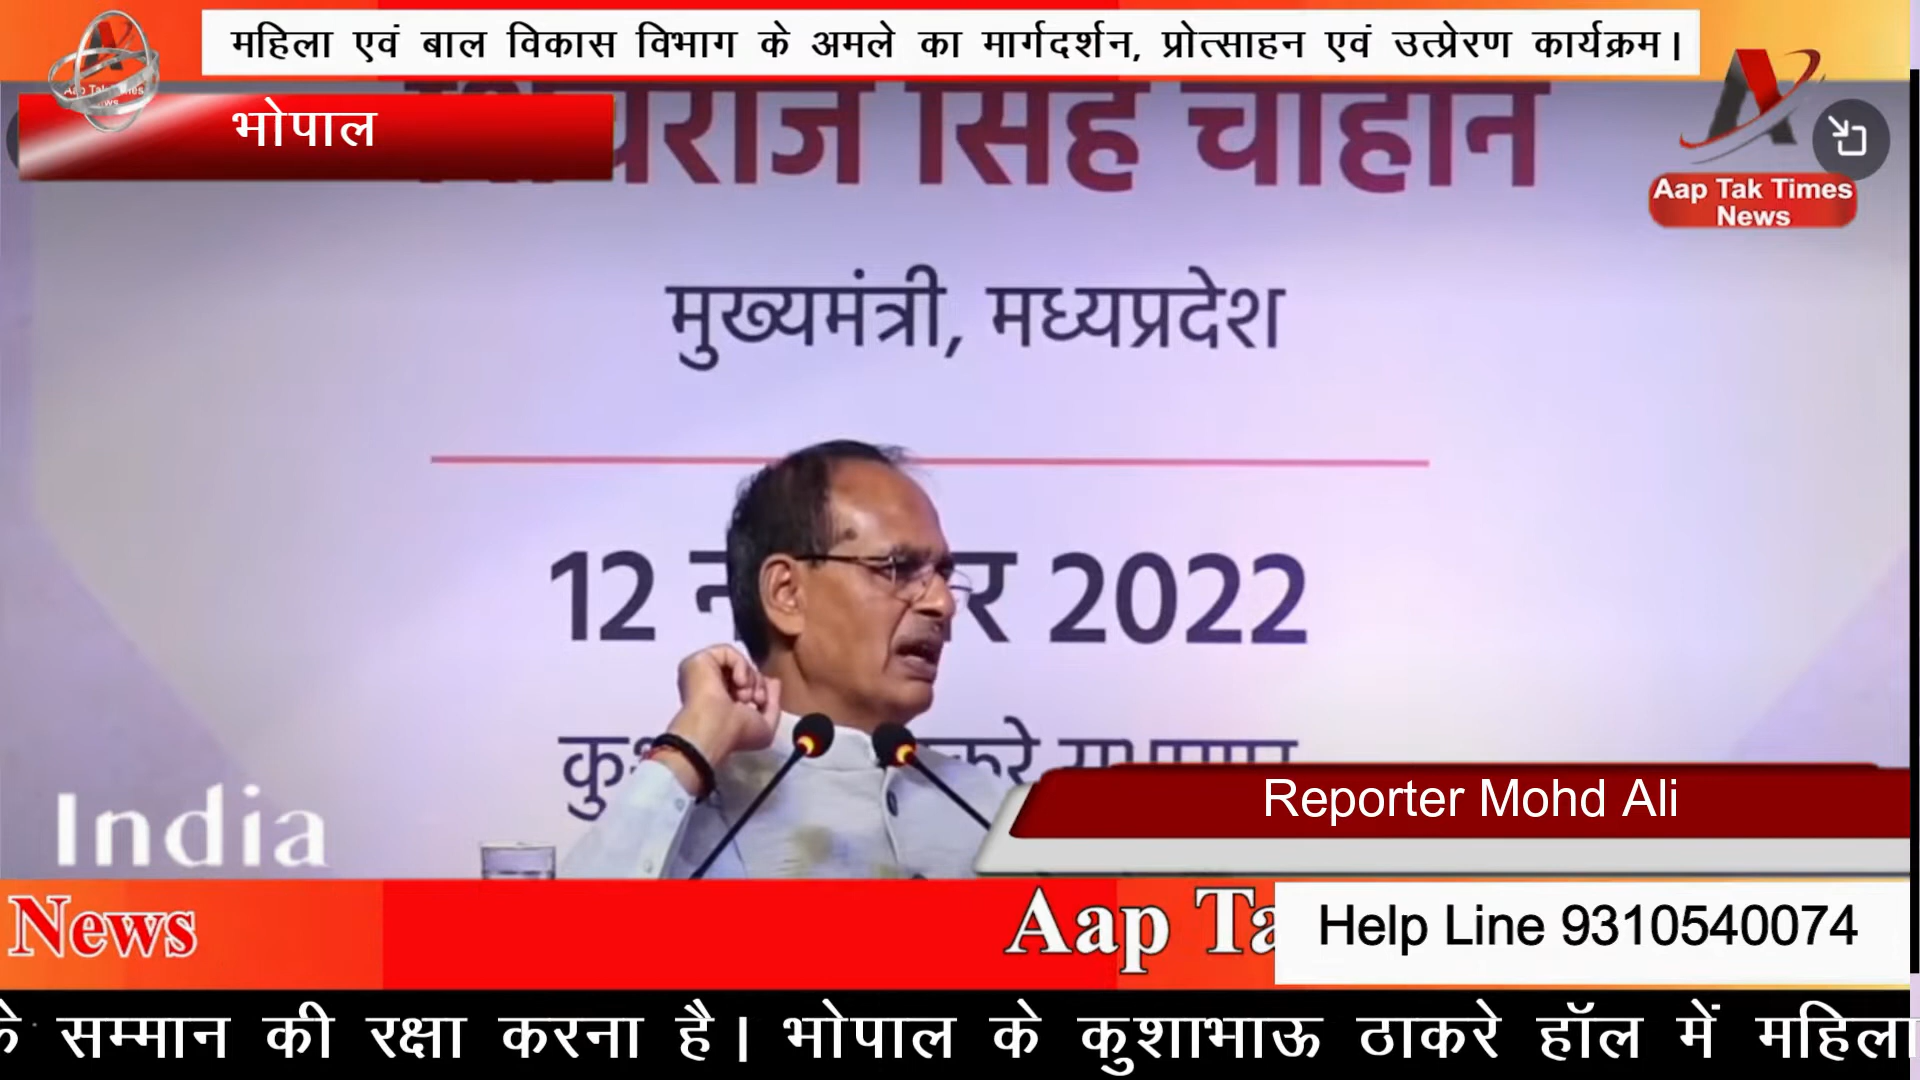 महिला एवं बाल विकास विभाग के अमले का मार्गदर्शन, प्रोत्साहन एवं उत्प्रेरण कार्यक्रम।
भोपाल
सिंह चौहान
Aap Tak Times
News
मुख्यमंत्री, मध्यप्रदेश
12
2022
India
Reporter Mohd Ali
News
Aap
Help Line 9310540074
सम्मान की रक्षा करना है। भोपाल के कुशाभाऊ ठाकरे हॉल में महिला